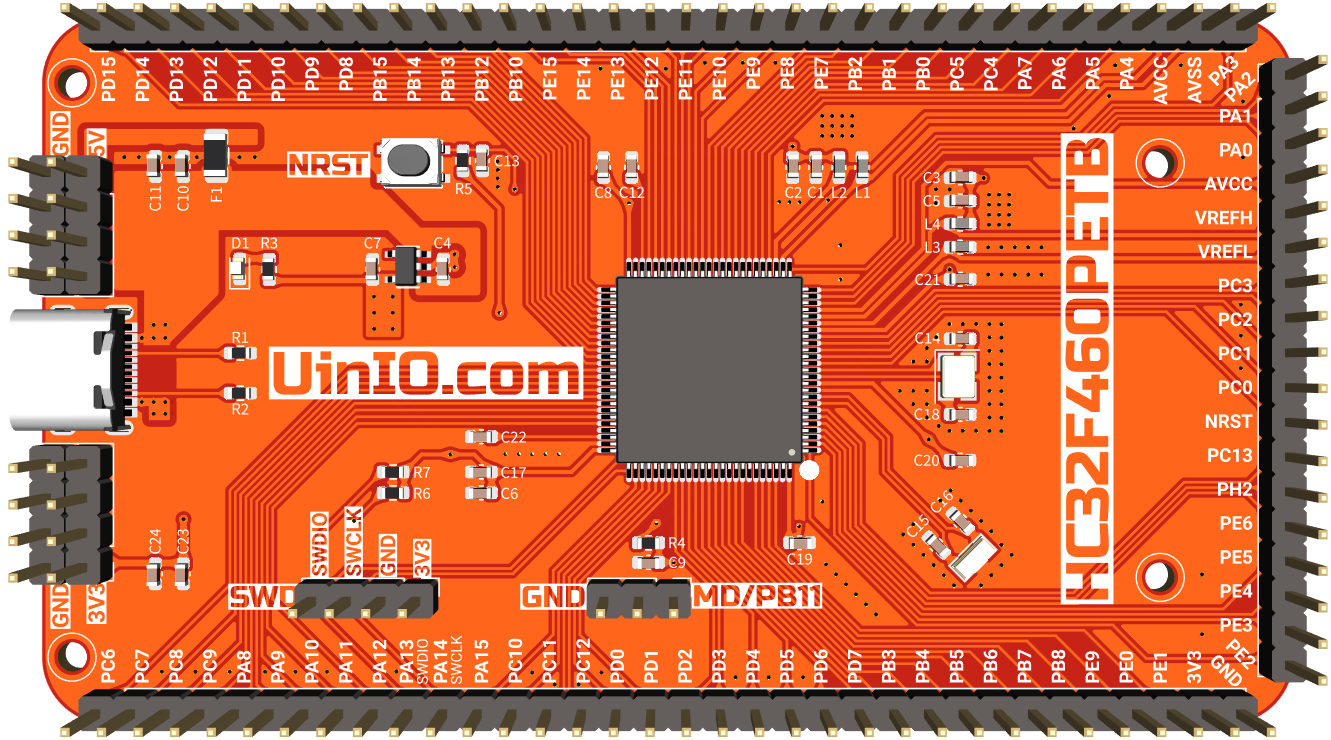 PD15
PD14
PD13
PD12
PD11
PD10
PD9
PD8
PB15
PB14
PB13
PB12
PB10
PE15
PE14
PE13
PE12
PE11
PE10
PE9
PE8
PE7
PB2
PB1
PB0
PC5
PC4
PA7
PA6
PA5
PA4
AVCC
AVSS
PA3
PA2
PA1
PA0
AVCC
VREFH
VREFL
PC3
PC2
PC1
PC0
NRST
PC13
PH2
PE6
PE5
PE4
PE3
PE2
GND
GND
5V
C11
C10
F1
NRST
R5
C13
C8
C12
C2
C1
L2
L1
C3
C5
L4
L3
C21
D1
R3
C7
C4
R1
R2
UinIO.com
HC32F460PETB
C14
C18
C20
C22
C17
C6
R7
R6
C16
C15
C19
R4
C9
C24
C23
SWDIO
SWCLK
GND
3V3
SWD
GND
MD/PB11
GND
3V3
PC6
PC7
PC8
PC9
PA8
PA9
PA10
PA11
PA12
PA13
SWDIO
PA14
SWCLK
PA15
PC10
PC11
PC12
PD0
PD1
PD2
PD3
PD4
PD5
PD6
PD7
PB3
PB4
PB5
PB6
PB7
PB8
PE9
PE0
PE1
3V3